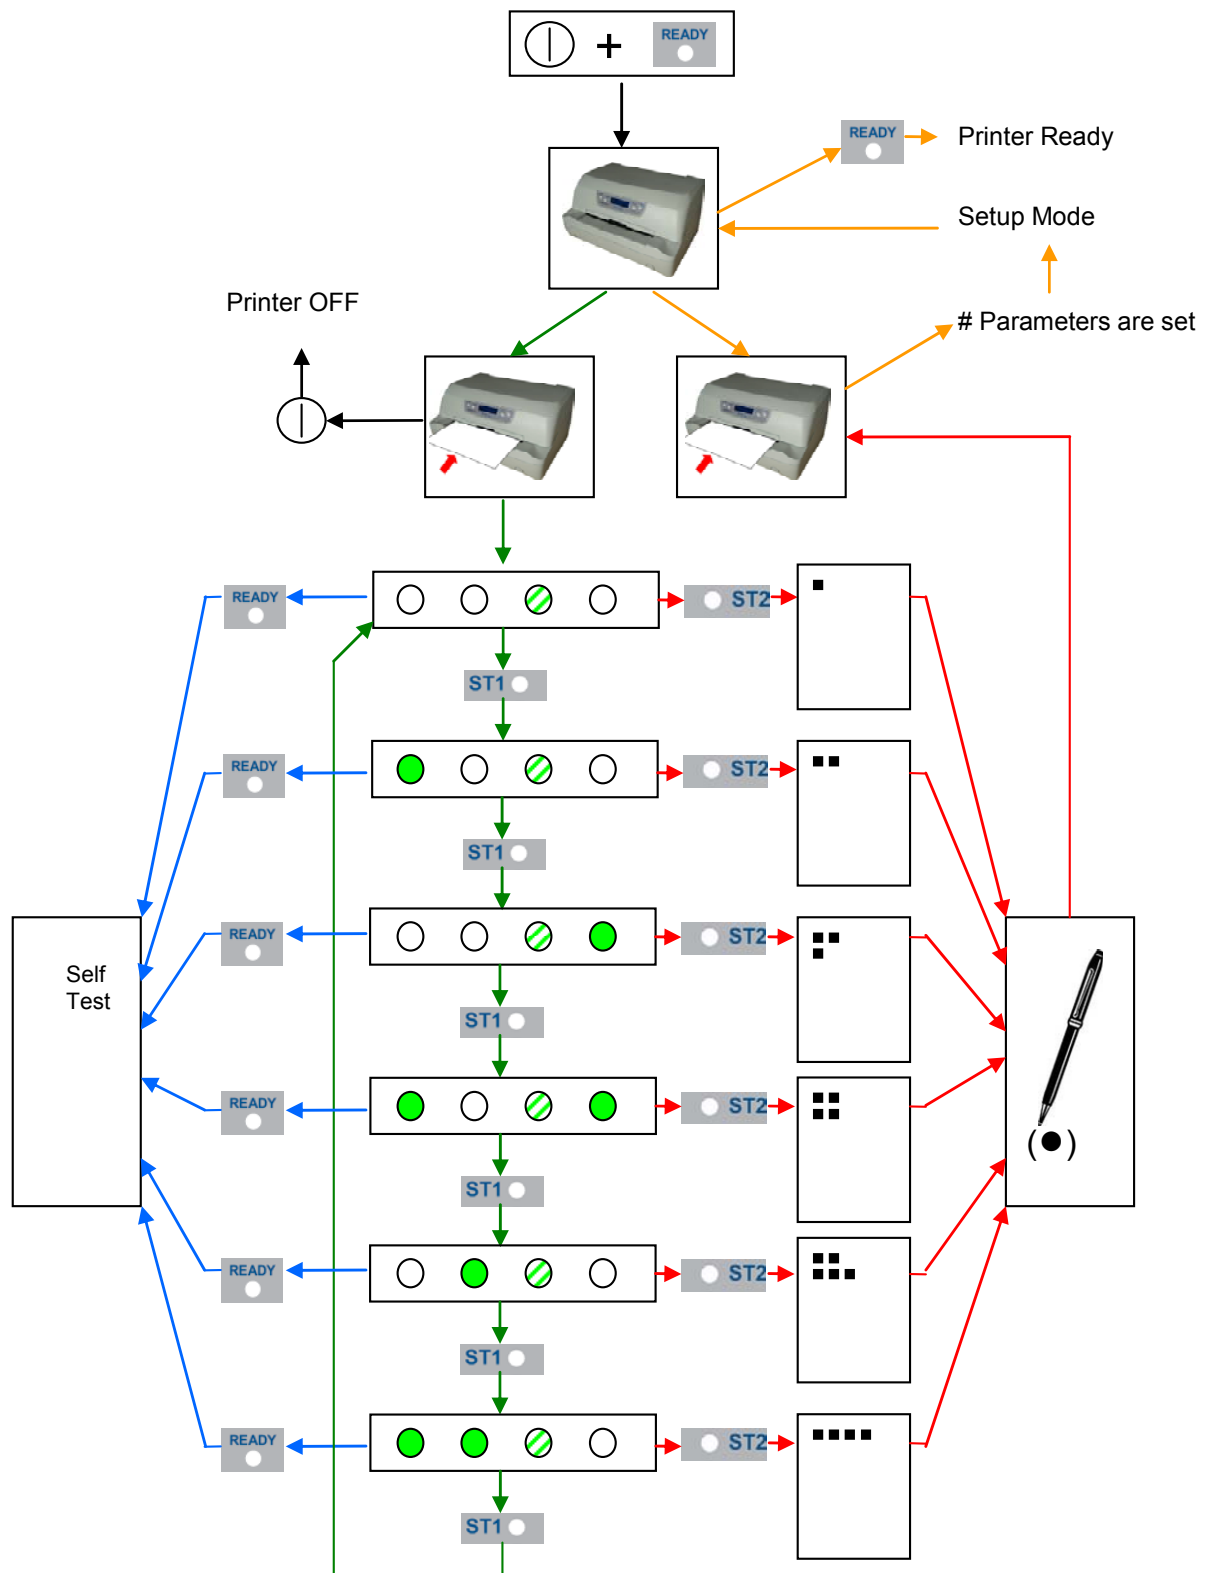 +
READY
READY
Printer Ready
Setup Mode
Printer OFF
# Parameters are set
READY
ST2
ST1
READY
ST2
ST1
READY
ST2
Self
Test
ST1
READY
ST2
(●)
ST1
READY
ST2
ST1
READY
ST2
ST1